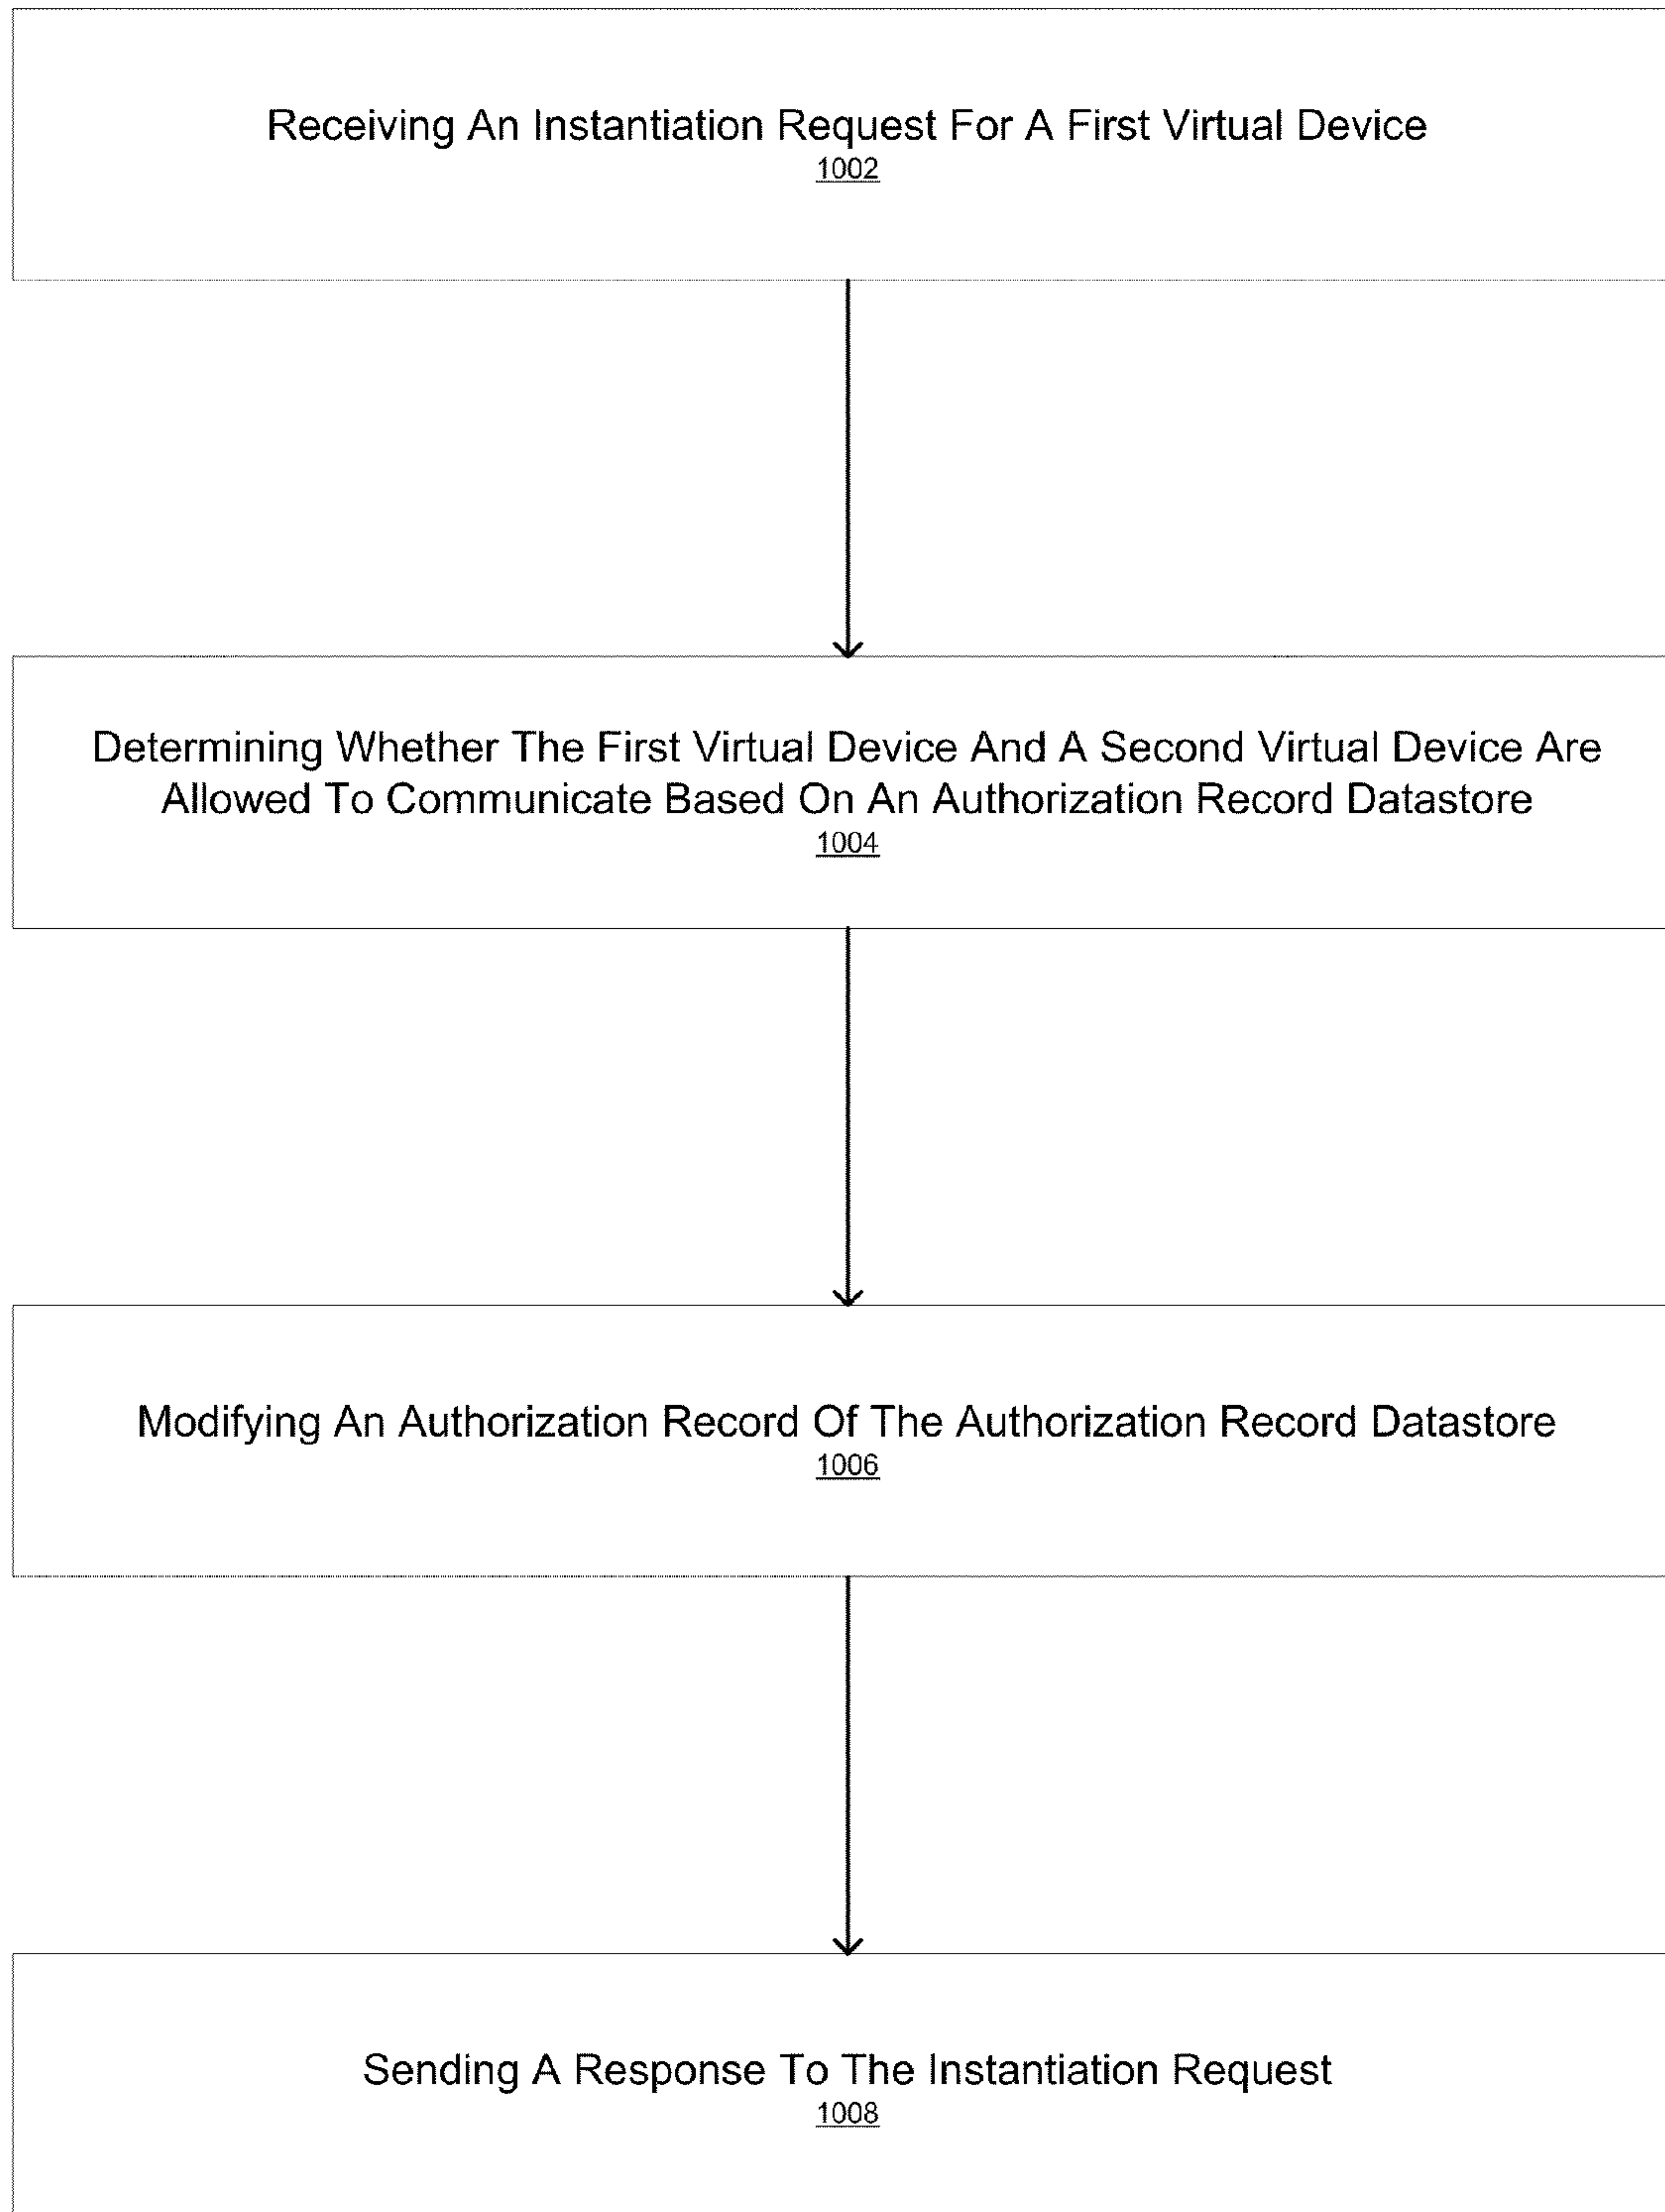 Receiving An Instantiation Request For A First Virtual Device
1002
Determining Whether The First Virtual Device And A Second Virtual Device Are
Allowed To Communicate Based On An Authorization Record Datastore
1004
Modifying An Authorization Record Of The Authorization Record Datastore
1006
Sending A Response To The Instantiation Request
1008